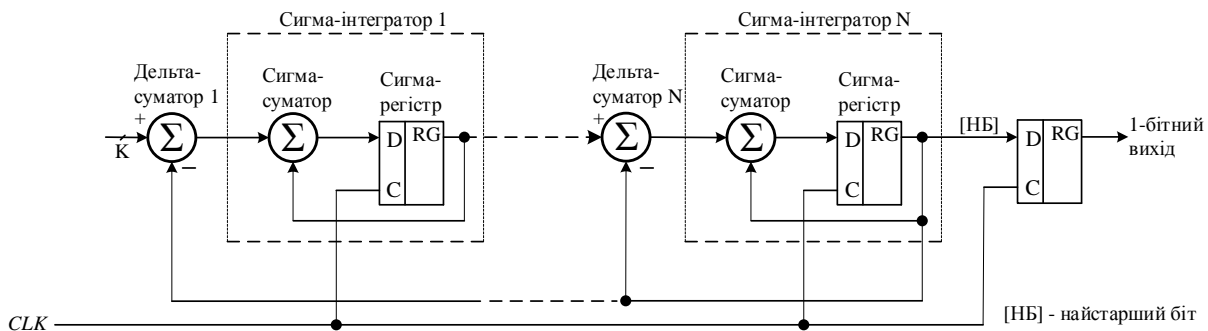 Сигма-інтегратор 1
Сигма-інтегратор N
Дельта-
суматор 1
Сигма-
суматор
Сигма-
регістр
Дельта-
суматор N
Сигма-
суматор
Сигма-
регістр
+
Σ
−
K
Σ
D
RG
C
+
Σ
−
Σ
D
RG
C
[НБ]
D
RG
C
1-бітний
вихід
CLK
[НБ] - найстарший біт